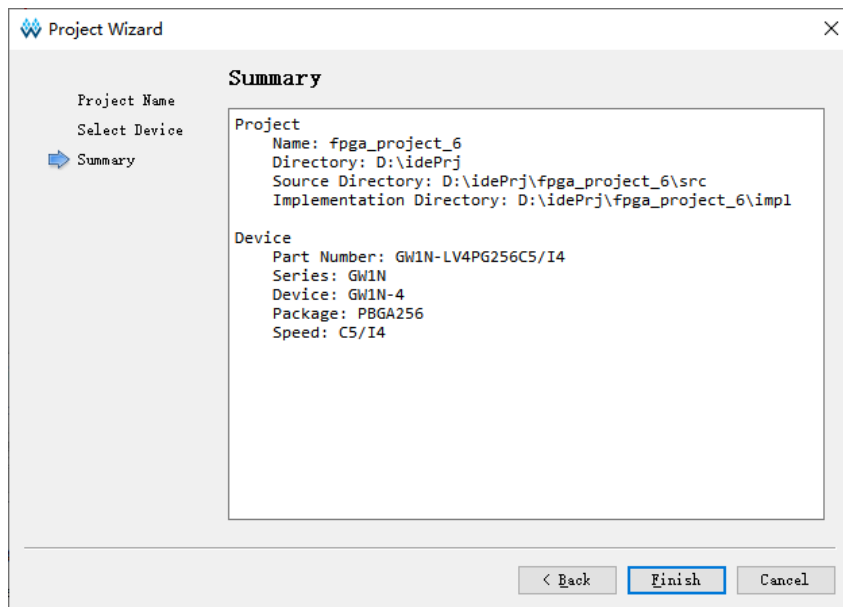 Project Wizard
Summary
Project Name
Select Device
Summary
Project
Name: fpga_project_6
Directory: D:\idePrj
Source Directory: D:\idePrj\fpga_project_6\src
Implementation Directory: D:\idePrj\fpga_project_6\impl
Device
Part Number: GW1N-LV4PG256C5/I4
Series: GW1N
Device: GW1N-4
Package: PBGA256
Speed: C5/I4
< Back
Finish
Cancel